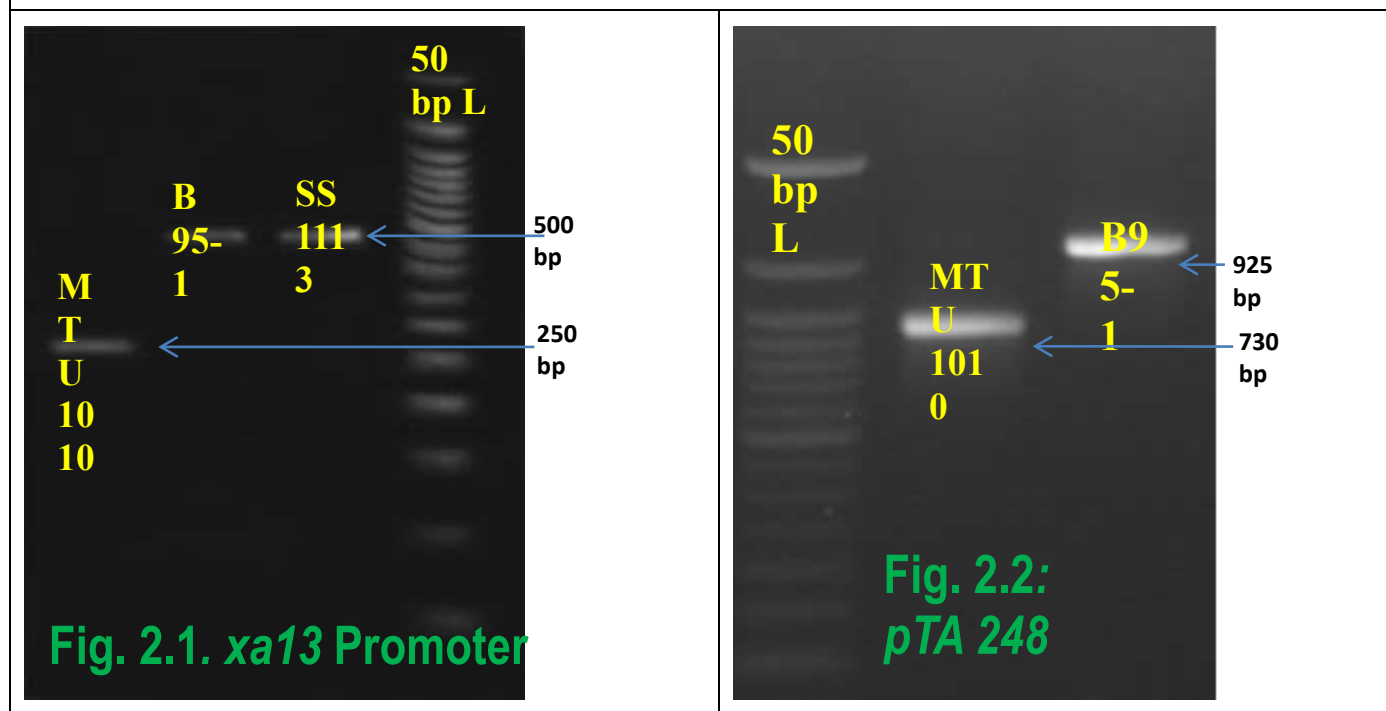 50
bp L
B
95-
1
SS
111
3
M
T
U
10
10
500
bp
250
bp
Fig. 2.1. xa13 Promoter
50
bp
L
MT
U
101
0
B9
5-
1
925
bp
730
bp
Fig. 2.2:
pTA 248